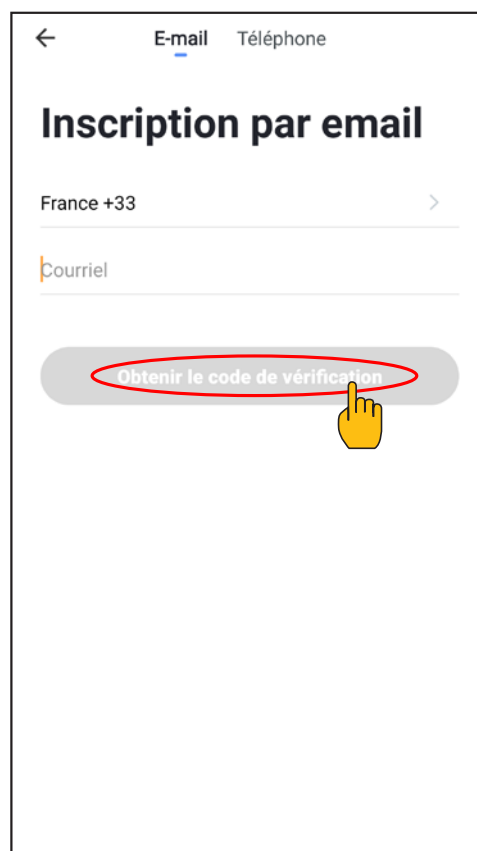 E-mail Téléphone
Inscription par email
France +33
Courriel
Obtenir le code de vérification